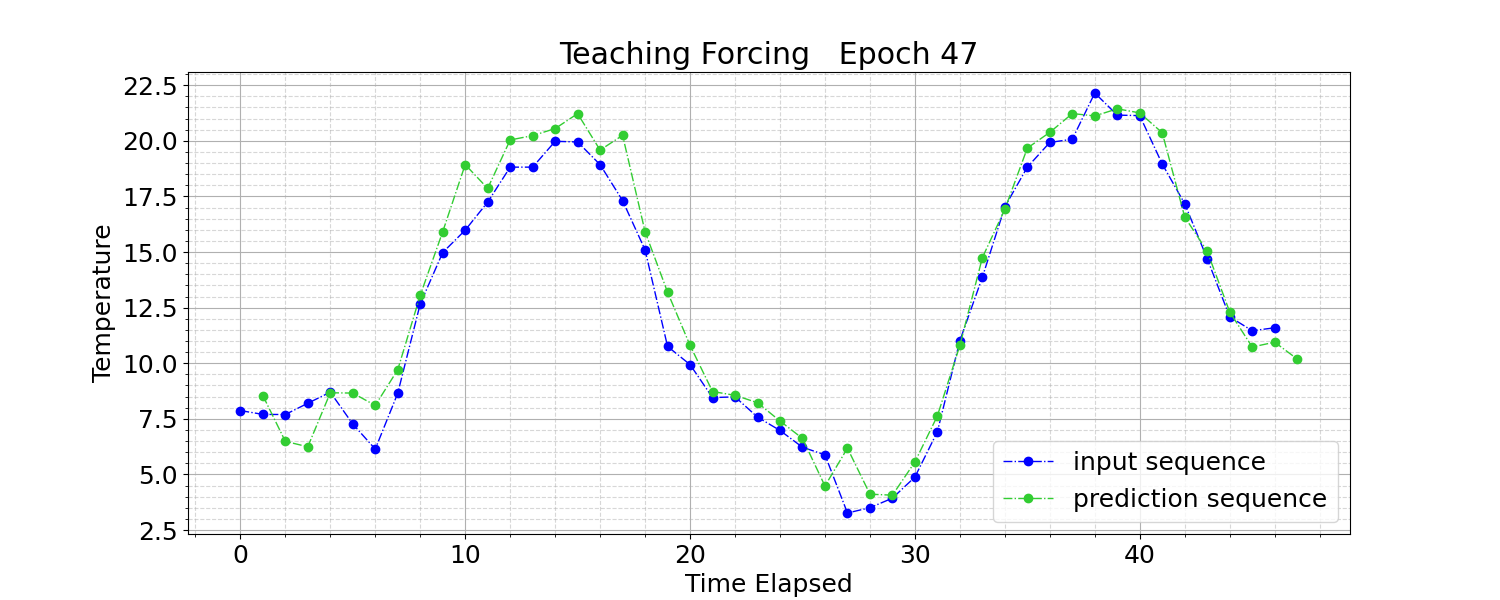 Teaching Forcing   Epoch 47
22.5
20.0
17.5
15.0
12.5
10.0
7.5
5.0
2.5
Temperature
0 10 20 30 40
Time Elapsed
input sequence
prediction sequence